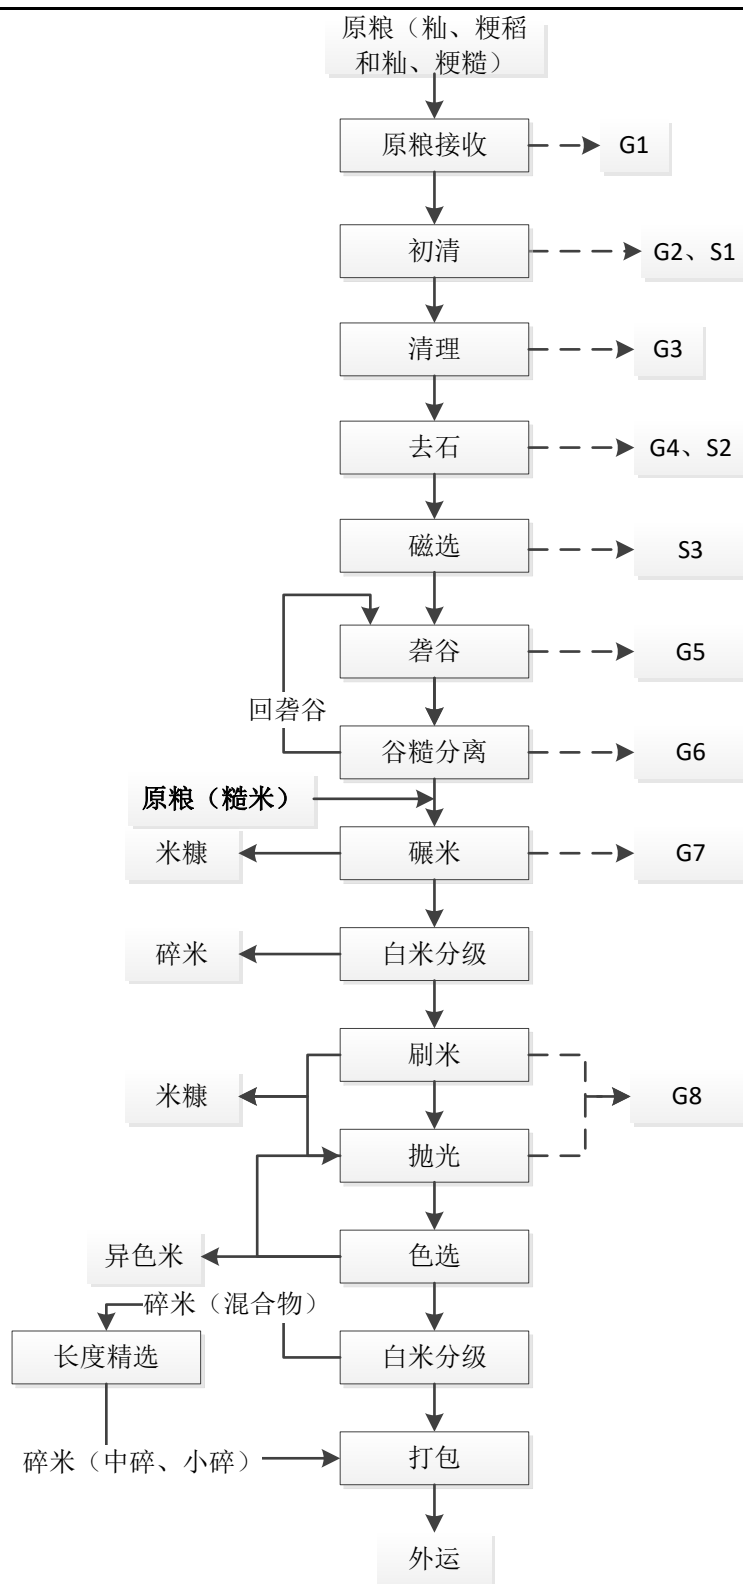 原粮（籼、粳稻
和籼、粳糙）
原粮接收
G1
初清
G2、S1
清理
G3
去石
G4、S2
磁选
S3
砻谷
G5
回砻谷
谷糙分离
G6
原粮（糙米）
米糠
碾米
G7
碎米
白米分级
刷米
米糠
G8
抛光
异色米
色选
碎米（混合物）
长度精选
白米分级
碎米（中碎、小碎）
打包
外运